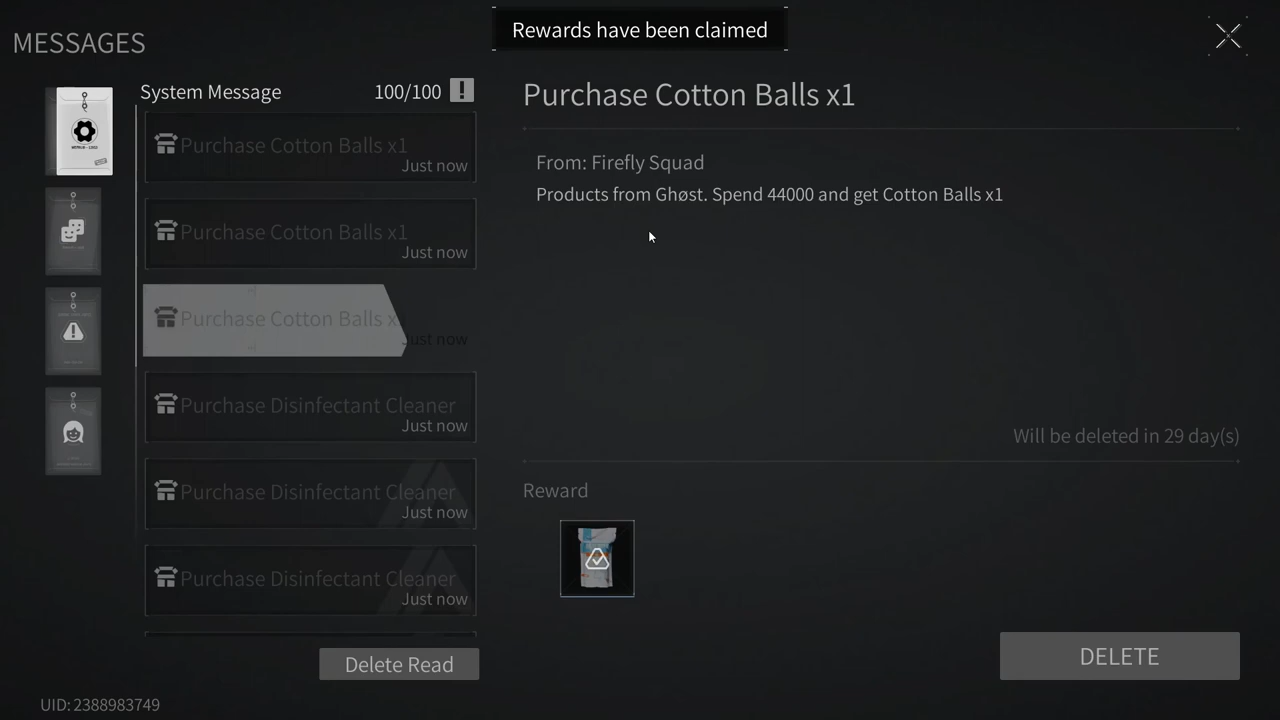 Rewards have been claimed
MESSAGES
System Message 100/100
Purchase Cotton Balls x1
Just now
Purchase Cotton Balls x1
Just now
Purchase Cotton Balls x
Just now
Purchase Disinfectant Cleaner
Just now
Purchase Disinfectant Cleaner
Just now
Purchase Disinfectant Cleaner
Just now
Delete Read
UID: 2388983749
Purchase Cotton Balls x1
From: Firefly Squad
Products from Ghøst. Spend 44000 and get Cotton Balls x1
Will be deleted in 29 day(s)
Reward
DELETE